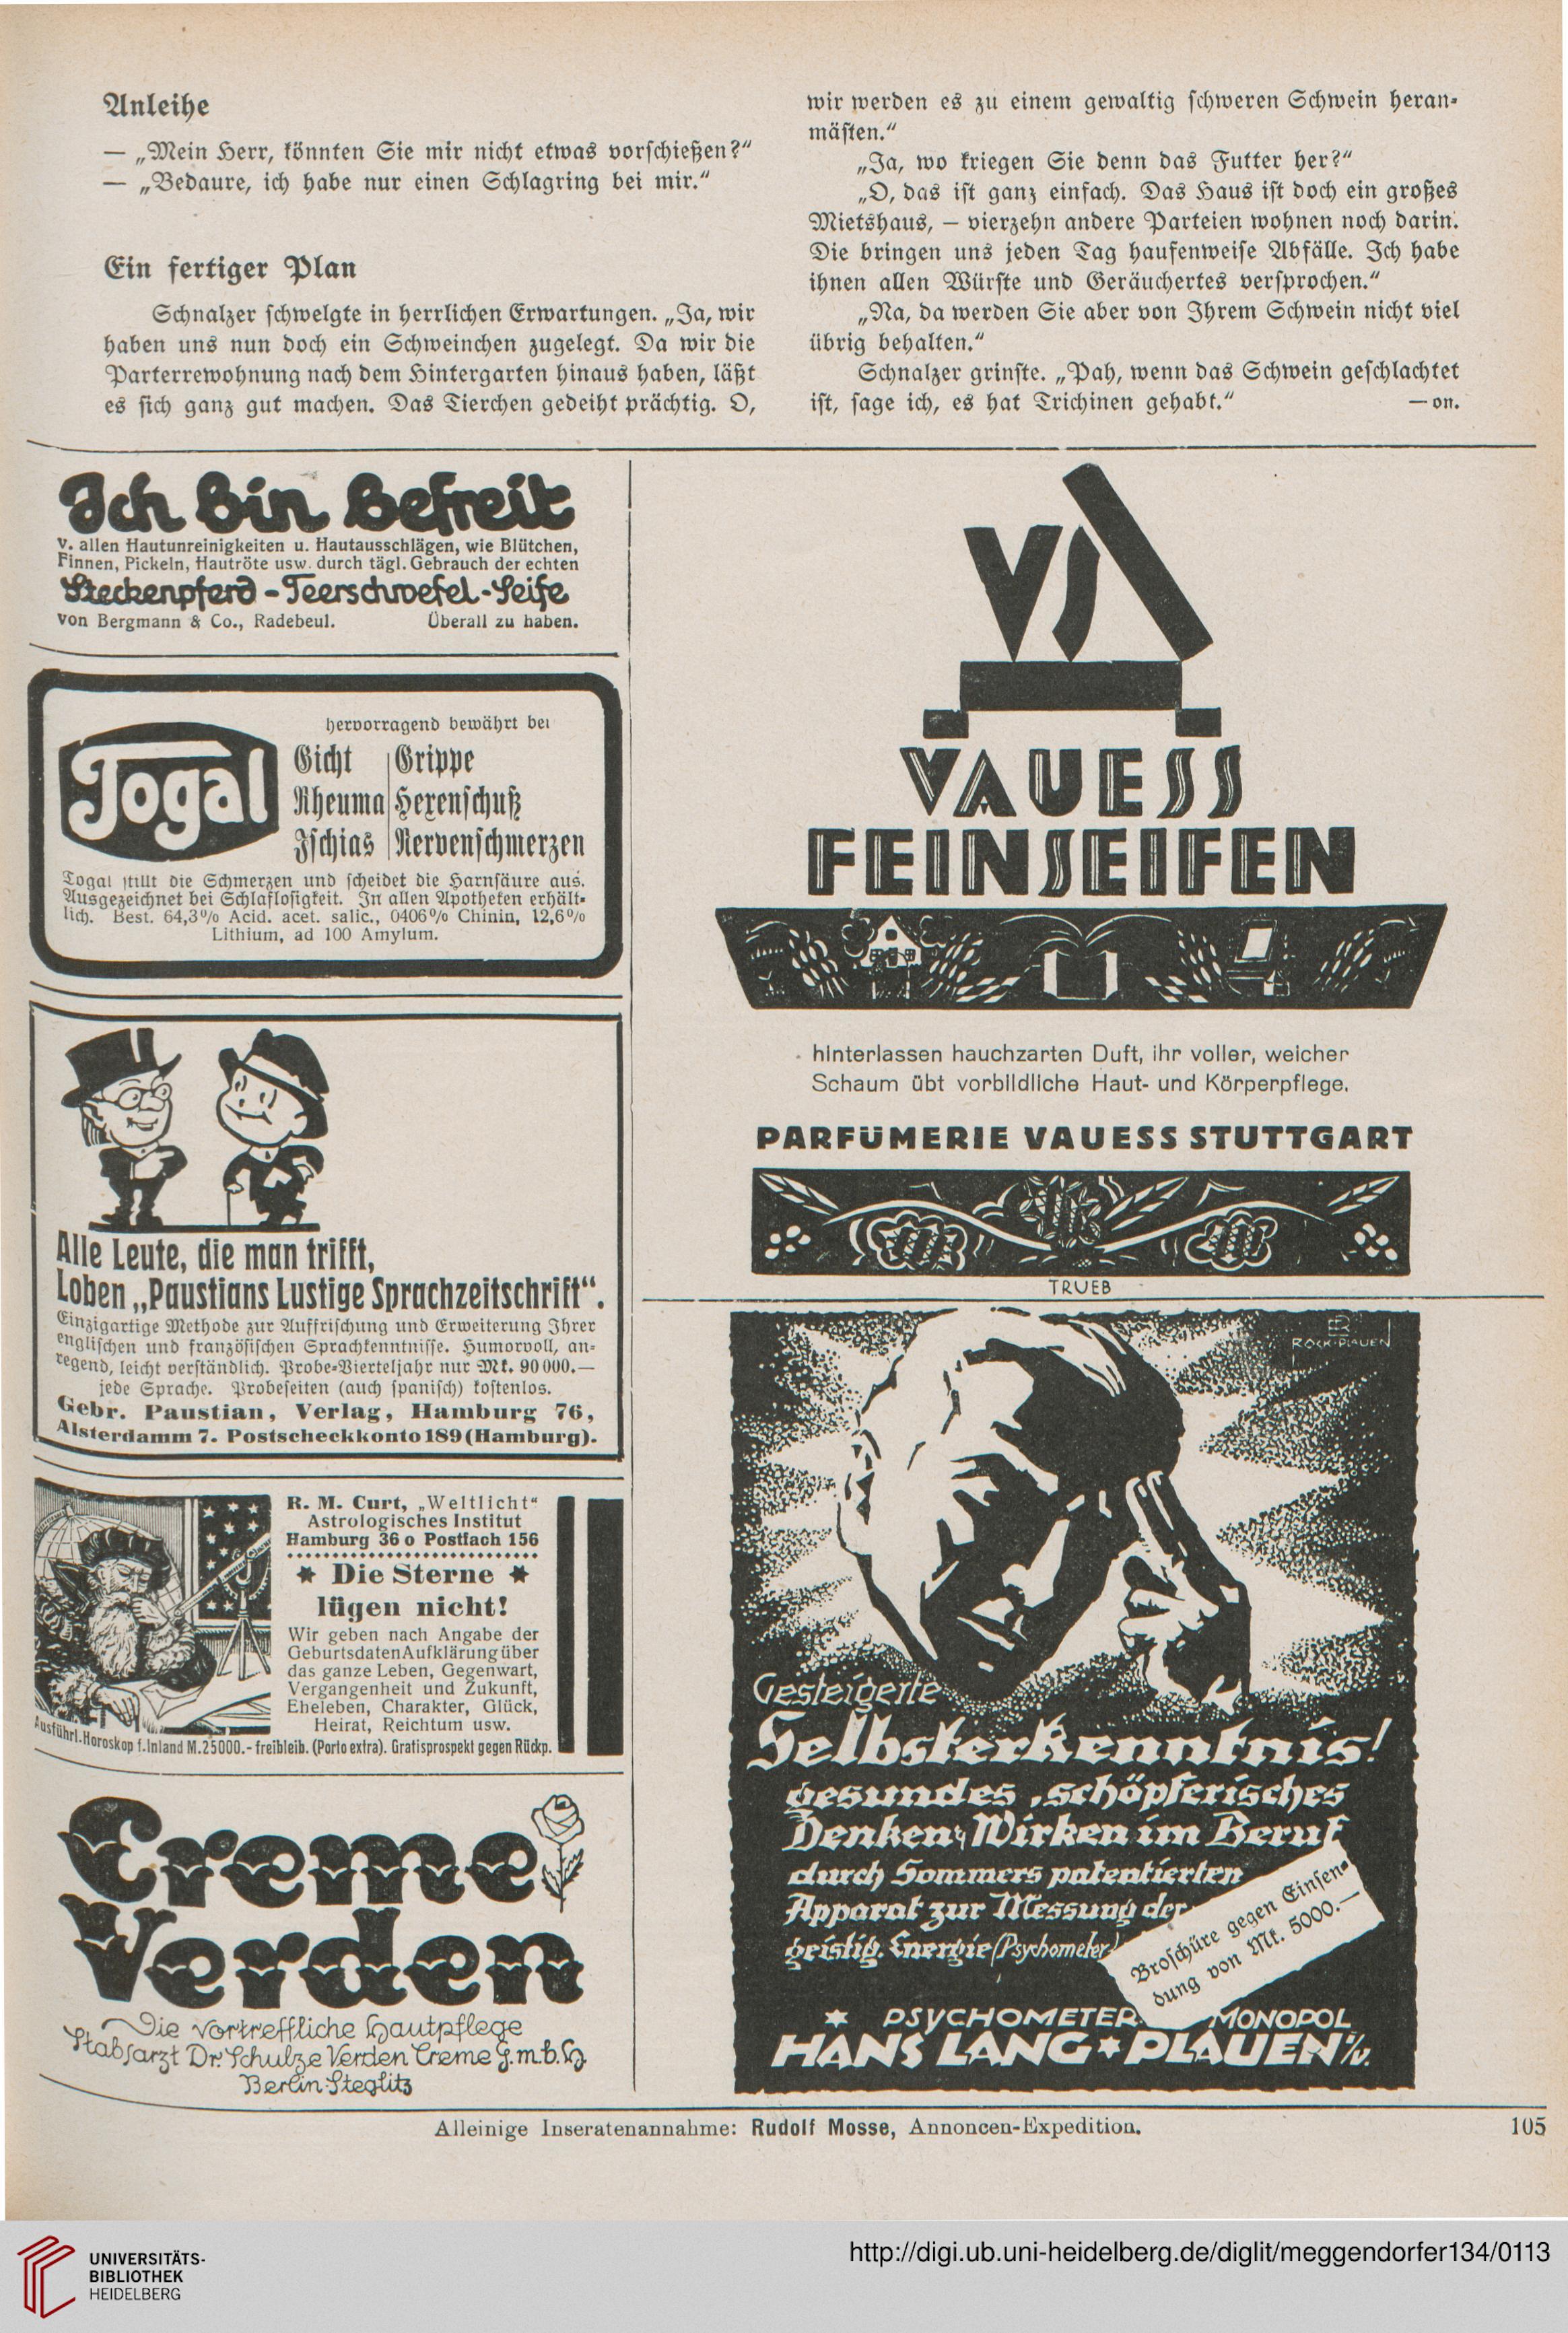 Anleihe
— „Mein Herr, könnten Sie mir nicht etwas vorschießen?“
— „Bedaure, ich habe nur einen Schlagring bei mir.“
Ein fertiger Plan
Schnalzer schwelgte in herrlichen Erwartungen. „Ja, wir
haben uns nun doch ein Schweinchen zugelegt. Da wir die
Parterrewohnung nach dem Hintergarten hinaus haben, läßt
es sich ganz gut machen. Das Tierchen gedeiht prächtig. O,
wir werden es zu einem gewaltig schweren Schwein heran-
mästen.“
„Ja, wo kriegen Sie denn das Futter her?“
„O, das ist ganz einfach. Das Haus ist doch ein großes
Mietshaus, — vierzehn andere Parteien wohnen noch darin.
Die bringen uns jeden Tag haufenweise Abfälle. Ich habe
ihnen allen Würste und Geräuchertes versprochen.“
„Na, da werden Sie aber von Ihrem Schwein nicht viel
übrig behalten.“
Schnalzer grinste. „Pah, wenn das Schwein geschlachtet
ist, sage ich, es hat Trichinen gehabt.“ — on.
Ich bin befreit
v. allen Hautunreinigkeiten u. Hautausschlägen, wie Blütchen,
Finnen, Pickeln, Hautröte usw. durch tägl. Gebrauch der echten
Steckenpferd-Teerschwefel-Seife
von Bergmann & Co., Radebeul. Überall zu haben.
Togal
hervorragend bewährt bei
Gicht Grippe
Rheuma Hexenschuß
Ischias Nervenschmerzen
Togal stillt die Schmerzen und scheidet die Harnsäure aus.
Ausgezeichnet bei Schlaflosigkeit. In allen Apotheken erhält-
lich. Best. 64,3% Acid. acet. salic., 0406% Chinin, 12,6%
Lithium, ad 100 Amylum.
Alle Leute, die man trifft,
Loben „Paustians Lustige Sprachzeitschrift“.
Einzigartige Methode zur Auffrischung und Erweiterung Ihrer
englischen und französischen Sprachkenntnisse. Humorvoll, an-
regend, leicht verständlich. Probe-Vierteljahr nur Mk. 90000.—
jede Sprache. Probeseiten (auch spanisch) kostenlos.
Gebr. Paustian, Verlag, Hamburg 76,
Alsterdamm 7. Postscheckkonto 189 (Hamburg).
R. M. Curt, „Weltlicht“
Astrologisches Institut
Hamburg 36 o Postfach 156
* Die Sterne *
lügen nicht!
Wir geben nach Angabe der
Geburtsdaten Aufklärung über
das ganze Leben, Gegenwart,
Vergangenheit und Zukunft,
Eheleben, Charakter, Glück,
Heirat, Reichtum usw.
Ausführl. Horoskop f. Inland M.25000.- freibleib. (Porto extra). Gratisprospekt gegen Rückp.
Creme
Verden
Die vortreffliche Hautpflege
Stabsarzt Dr. Schulze Verden Creme G.m.b.H.
Berlin-Steglitz
VS
VAUESS
FEINSEIFEN
hinterlassen hauchzarten Duft, ihr voller, weicher
Schaum übt vorbildliche Haut- und Körperpflege.
PARFÜMERIE VAUESS STUTTGART
TRUEB
ROCK-PLAUEN
Gesteigerte
Selbsterkenntnis!
gesundes, schöpferisches
Denken, Wirken im Beruf
durch Sommers patentierten
Apparat zur Messung der
geistig. Energie (Psychometer)
Broschüre gegen Einsen-
dung von Mk. 5000.—
* PSYCHOMETER MONOPOL
HANS LANG * PLAUEN i/V.
Alleinige Inseratenannahme: Rudolf Mosse, Annoncen-Expedition. 105
UNIVERSITÄTS-
BIBLIOTHEK
HEIDELBERG
http://digi.ub.uni-heidelberg.de/diglit/meggendorfer134/0113